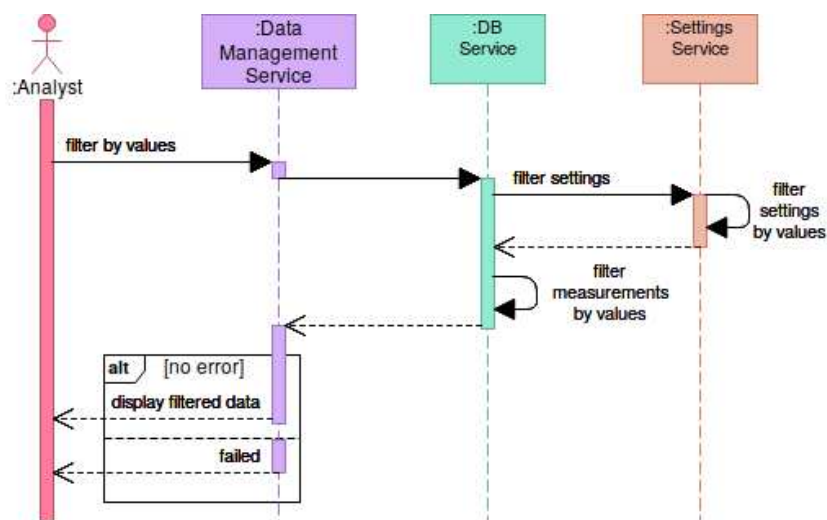 :Analyst
:Data
Management
Service
:DB
Service
:Settings
Service
filter by values
filter settings
filter
settings
by values
filter
measurements
by values
alt [no error]
display filtered data
failed